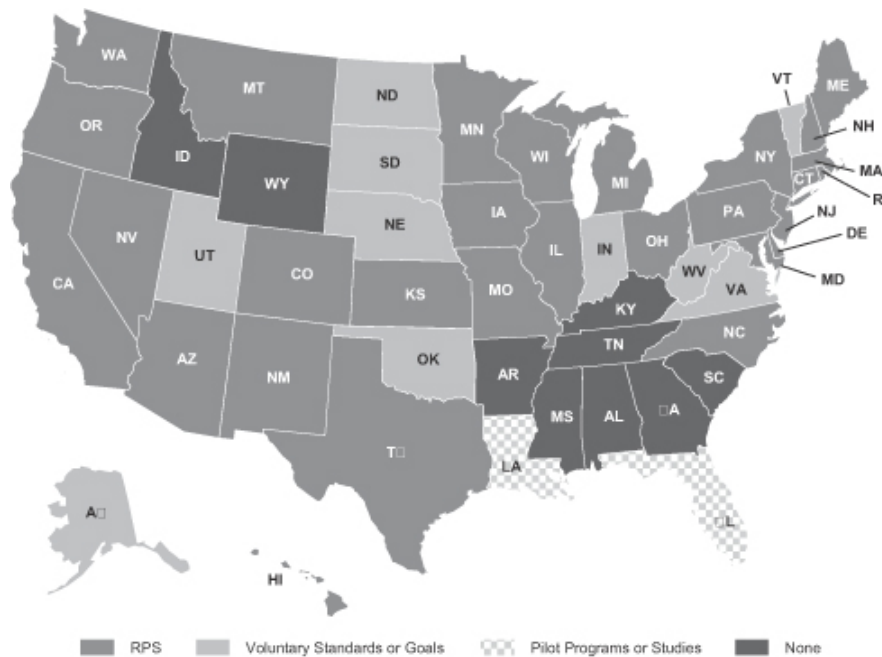 WA
MT
ND
MN
VT
ME
OR
ID
SD
WI
NY
NH
WY
MI
MA
CT
R
IA
PA
NE
NJ
NV
UT
IL
IN
OH
DE
CO
WV
CA
KS
MO
VA
MD
KY
AZ
NM
OK
AR
TN
NC
SC
MS
AL
□A
T□
LA
A□
□L
HI
RPS
Voluntary Standards or Goals
Pilot Programs or Studies
None